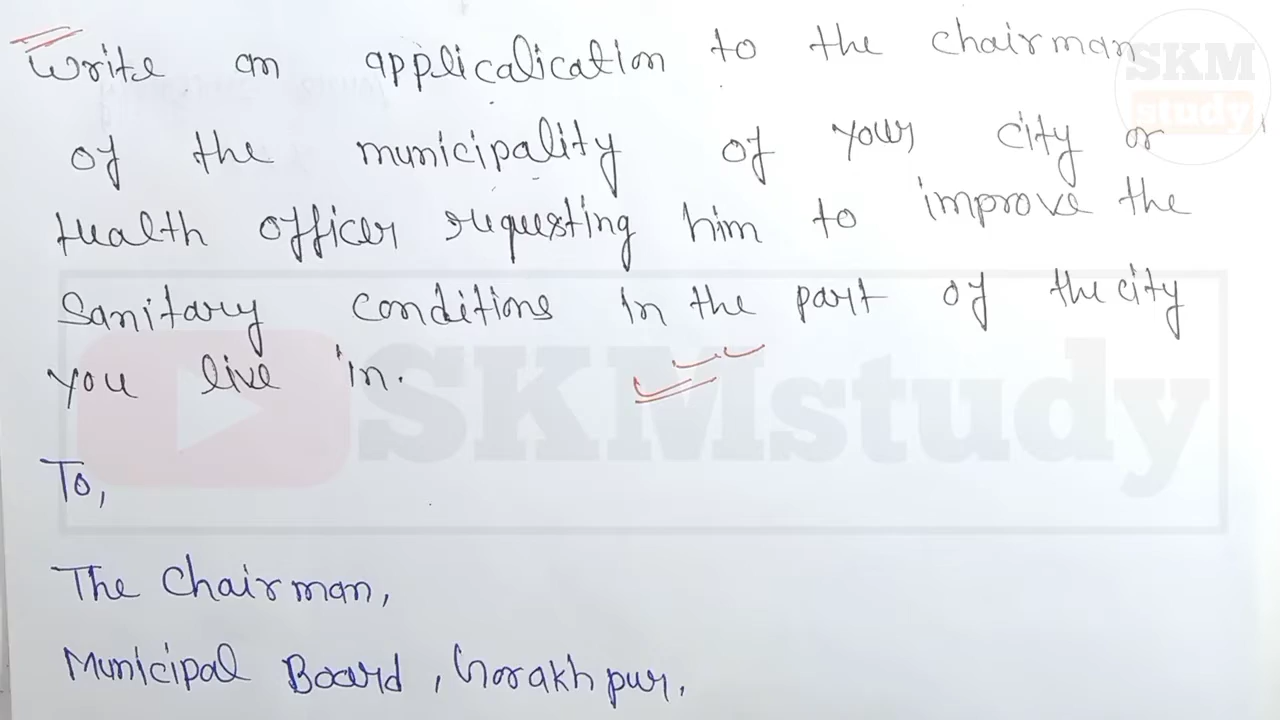 Write an applicalication to the chairman
of the municipality of your city or
Health officer requesting him to improve the
Sanitary conditions in the part of the city
you live in.
To,
The Chairman,
Municipal Board, Gorakhpur,
SKM
study
SKMstudy